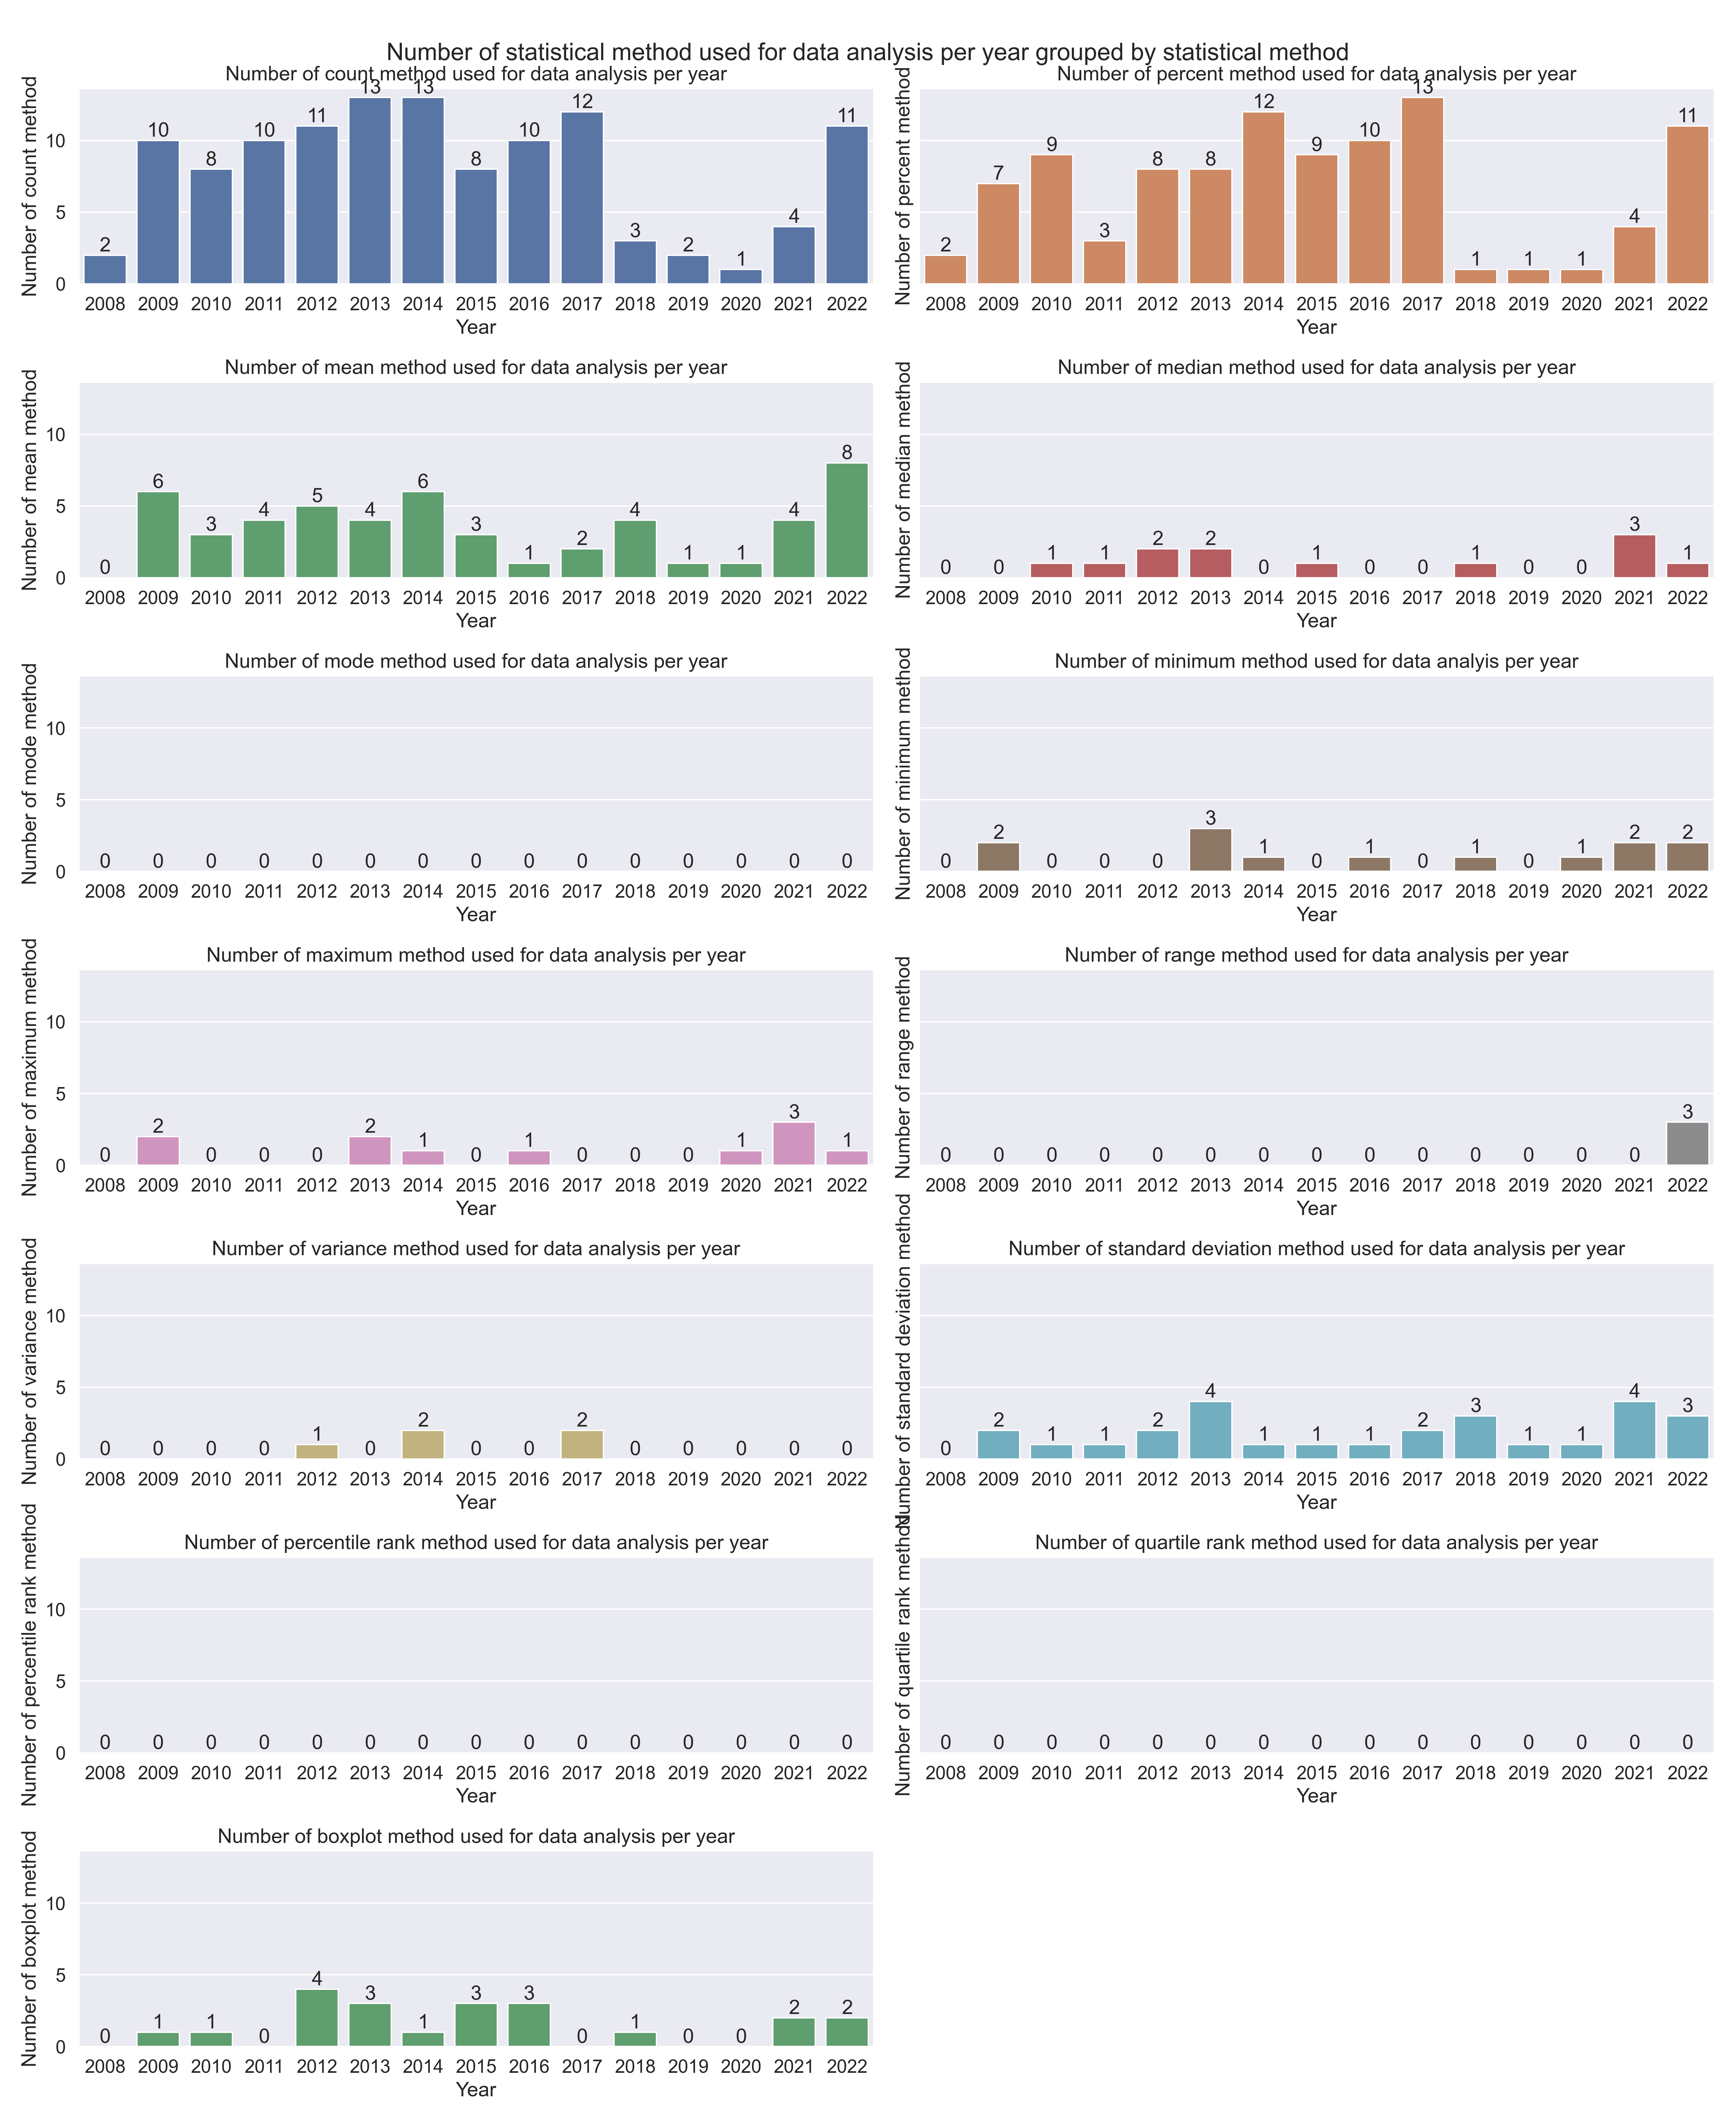 Number of statistical method used for data analysis per year grouped by statistical method
Number of count method used for data analysis per year
Number of count method
10
5
0
2 10 8 10 11 13 13 8 10 12 3 2 1 4 11
2008 2009 2010 2011 2012 2013 2014 2015 2016 2017 2018 2019 2020 2021 2022
Year
Number of percent method used for data analysis per year
Number of percent method
2 7 9 3 8 8 12 9 10 13 1 1 1 4 11
2008 2009 2010 2011 2012 2013 2014 2015 2016 2017 2018 2019 2020 2021 2022
Year
Number of mean method used for data analysis per year
Number of mean method
10
5
0
0 6 3 4 5 4 6 3 1 2 4 1 1 4 8
2008 2009 2010 2011 2012 2013 2014 2015 2016 2017 2018 2019 2020 2021 2022
Year
Number of median method used for data analysis per year
Number of median method
0 0 1 1 2 2 0 1 0 0 1 0 0 3 1
2008 2009 2010 2011 2012 2013 2014 2015 2016 2017 2018 2019 2020 2021 2022
Year
Number of mode method used for data analysis per year
Number of mode method
10
5
0
0 0 0 0 0 0 0 0 0 0 0 0 0 0 0
2008 2009 2010 2011 2012 2013 2014 2015 2016 2017 2018 2019 2020 2021 2022
Year
Number of minimum method used for data analyis per year
Number of minimum method
0 2 0 0 0 3 1 0 1 0 1 0 1 2 2
2008 2009 2010 2011 2012 2013 2014 2015 2016 2017 2018 2019 2020 2021 2022
Year
Number of maximum method used for data analysis per year
Number of maximum method
10
5
0
0 2 0 0 0 2 1 0 1 0 0 0 1 3 1
2008 2009 2010 2011 2012 2013 2014 2015 2016 2017 2018 2019 2020 2021 2022
Year
Number of range method used for data analysis per year
Number of range method
0 0 0 0 0 0 0 0 0 0 0 0 0 0 3
2008 2009 2010 2011 2012 2013 2014 2015 2016 2017 2018 2019 2020 2021 2022
Year
Number of variance method used for data analysis per year
Number of variance method
10
5
0
0 0 0 0 1 0 2 0 0 2 0 0 0 0 0
2008 2009 2010 2011 2012 2013 2014 2015 2016 2017 2018 2019 2020 2021 2022
Year
Number of standard deviation method used for data analysis per year
Number of standard deviation method
0 2 1 1 2 4 1 1 1 2 3 1 1 4 3
2008 2009 2010 2011 2012 2013 2014 2015 2016 2017 2018 2019 2020 2021 2022
Year
Number of percentile rank method used for data analysis per year
Number of percentile rank method
10
5
0
0 0 0 0 0 0 0 0 0 0 0 0 0 0 0
2008 2009 2010 2011 2012 2013 2014 2015 2016 2017 2018 2019 2020 2021 2022
Year
Number of quartile rank method used for data analysis per year
Number of quartile rank method
0 0 0 0 0 0 0 0 0 0 0 0 0 0 0
2008 2009 2010 2011 2012 2013 2014 2015 2016 2017 2018 2019 2020 2021 2022
Year
Number of boxplot method used for data analysis per year
Number of boxplot method
10
5
0
0 1 1 0 4 3 1 3 3 0 1 0 0 2 2
2008 2009 2010 2011 2012 2013 2014 2015 2016 2017 2018 2019 2020 2021 2022
Year